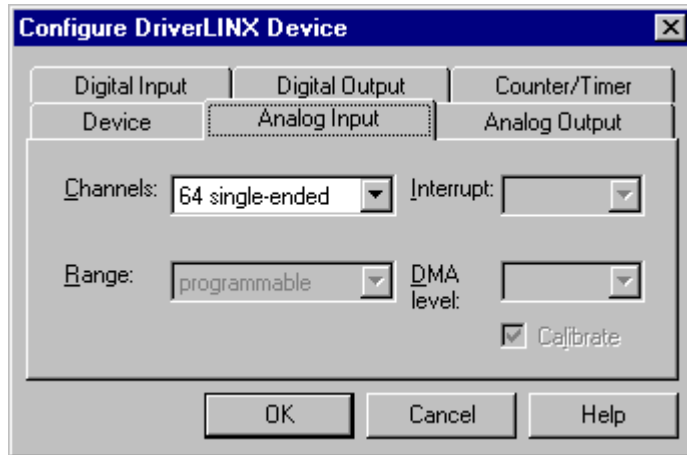 Configure DriverLINX Device
Digital Input Digital Output Counter/Timer
Device Analog Input Analog Output
Channels: 64 single-ended Interrupt:
Range: programmable DMA level:
Calibrate
OK Cancel Help